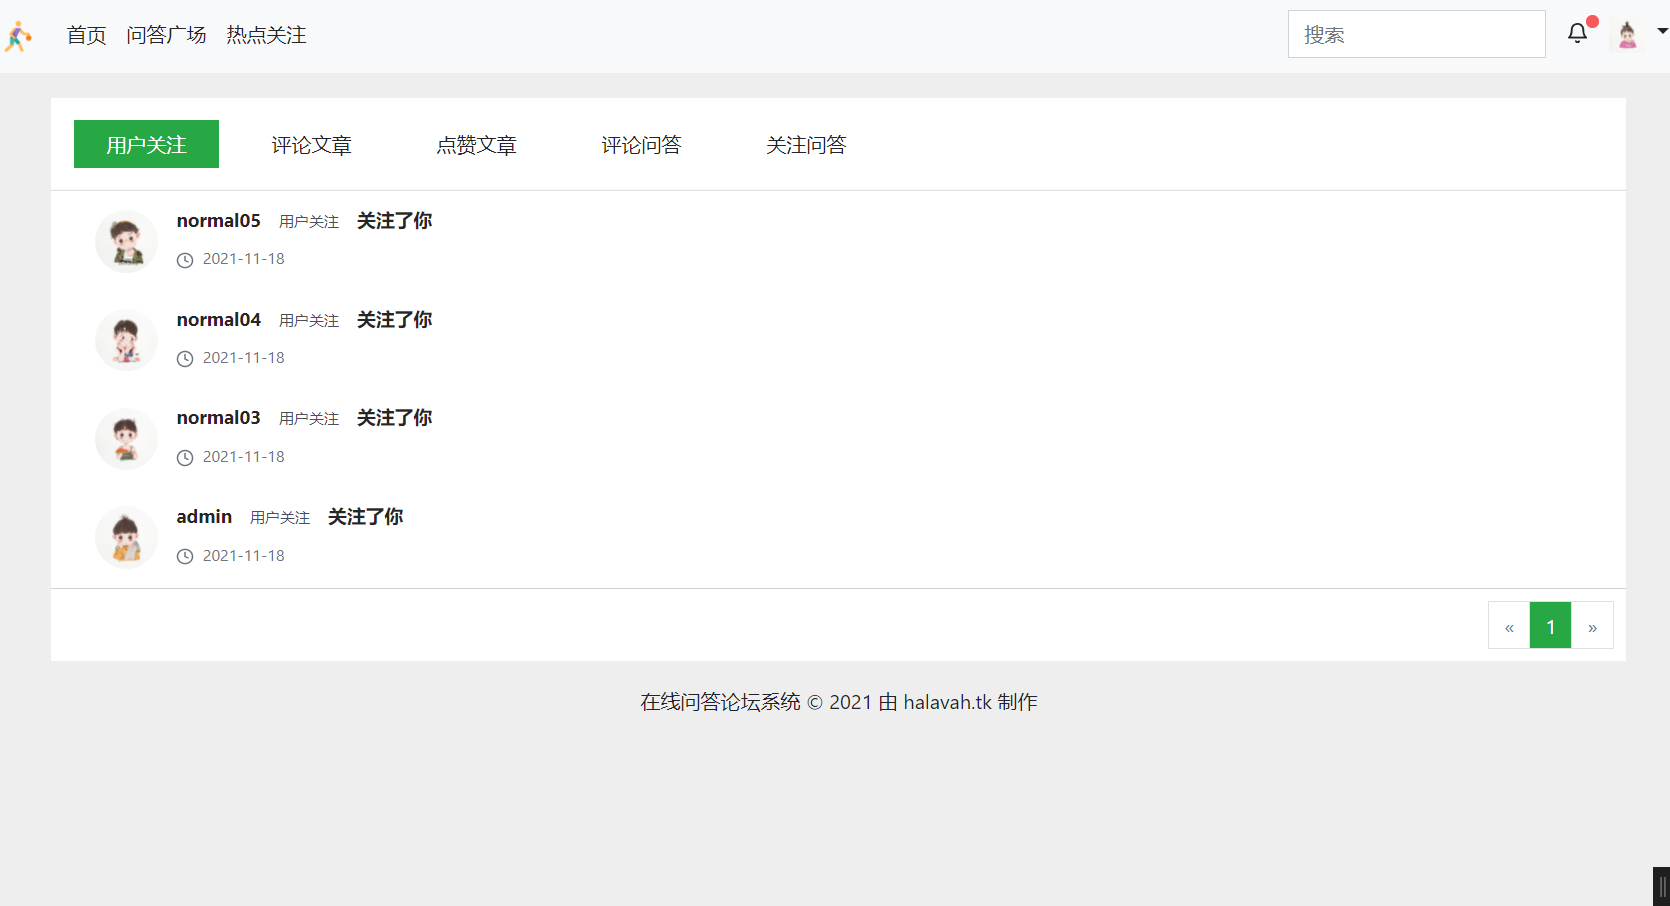 首页 问答广场 热点关注 搜索
用户关注 评论文章 点赞文章 评论问答 关注问答
normal05 用户关注 关注了你
2021-11-18
normal04 用户关注 关注了你
2021-11-18
normal03 用户关注 关注了你
2021-11-18
admin 用户关注 关注了你
2021-11-18
« 1 »
在线问答论坛系统 © 2021 由 halavah.tk 制作